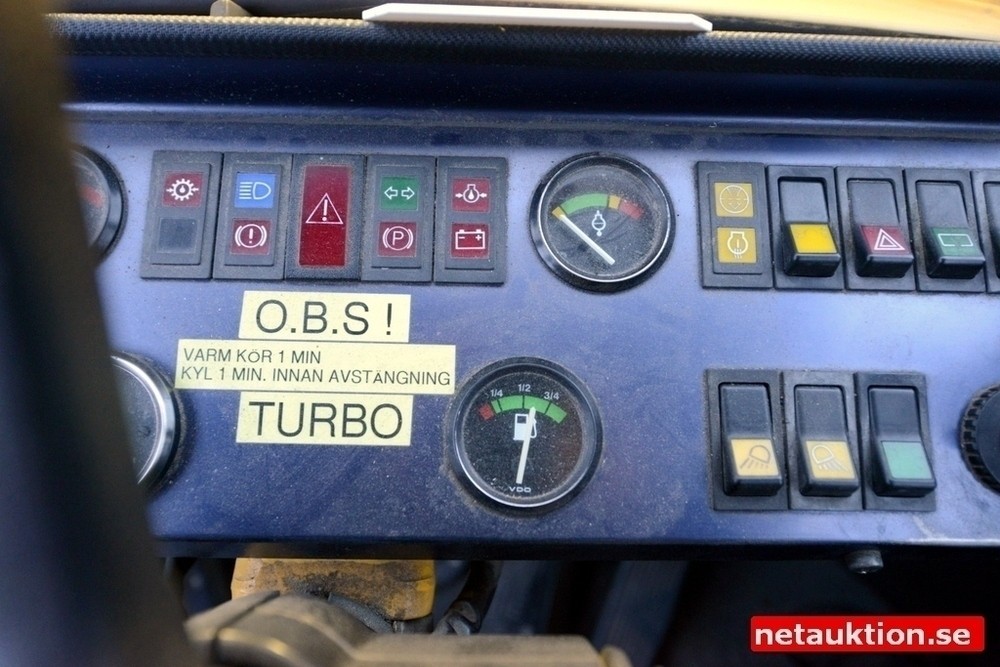 O.B.S !
VARM KÖR 1 MIN
KYL 1 MIN. INNAN AVSTÄNGNING
TURBO
P
1/4 1/2 3/4
VDO
netauktion.se